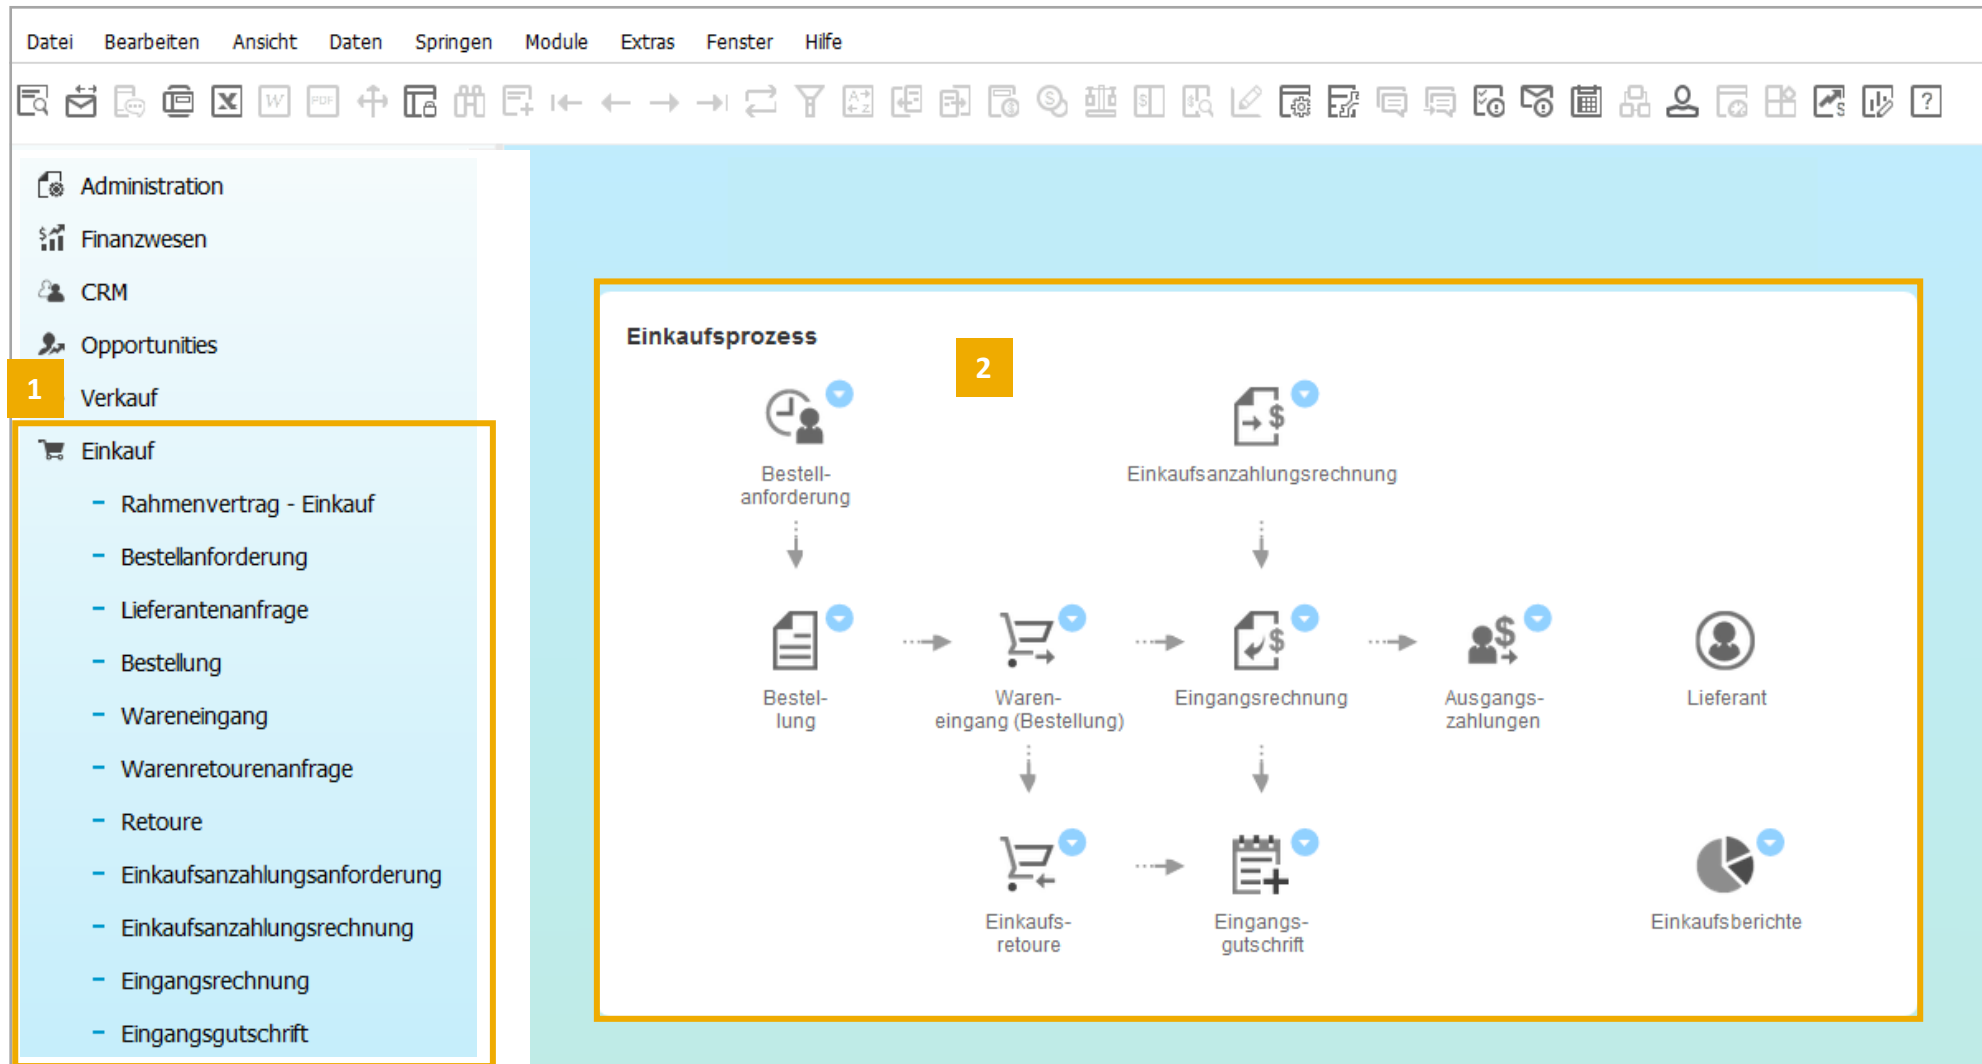 Datei Bearbeiten Ansicht Daten Springen Module Extras Fenster Hilfe
Administration
Finanzwesen
CRM
Opportunities
1
Verkauf
Einkauf
- Rahmenvertrag - Einkauf
- Bestellanforderung
- Lieferantenanfrage
- Bestellung
- Wareneingang
- Warenretourenanfrage
- Retoure
- Einkaufsanzahlungsanforderung
- Einkaufsanzahlungsrechnung
- Eingangsrechnung
- Eingangsgutschrift
Einkaufsprozess
2
Bestell-
anforderung
Einkaufsanzahlungsrechnung
Bestel-
lung
Waren-
eingang (Bestellung)
Eingangsrechnung
Ausgangs-
zahlungen
Lieferant
Einkaufs-
retoure
Eingangs-
gutschrift
Einkaufsberichte